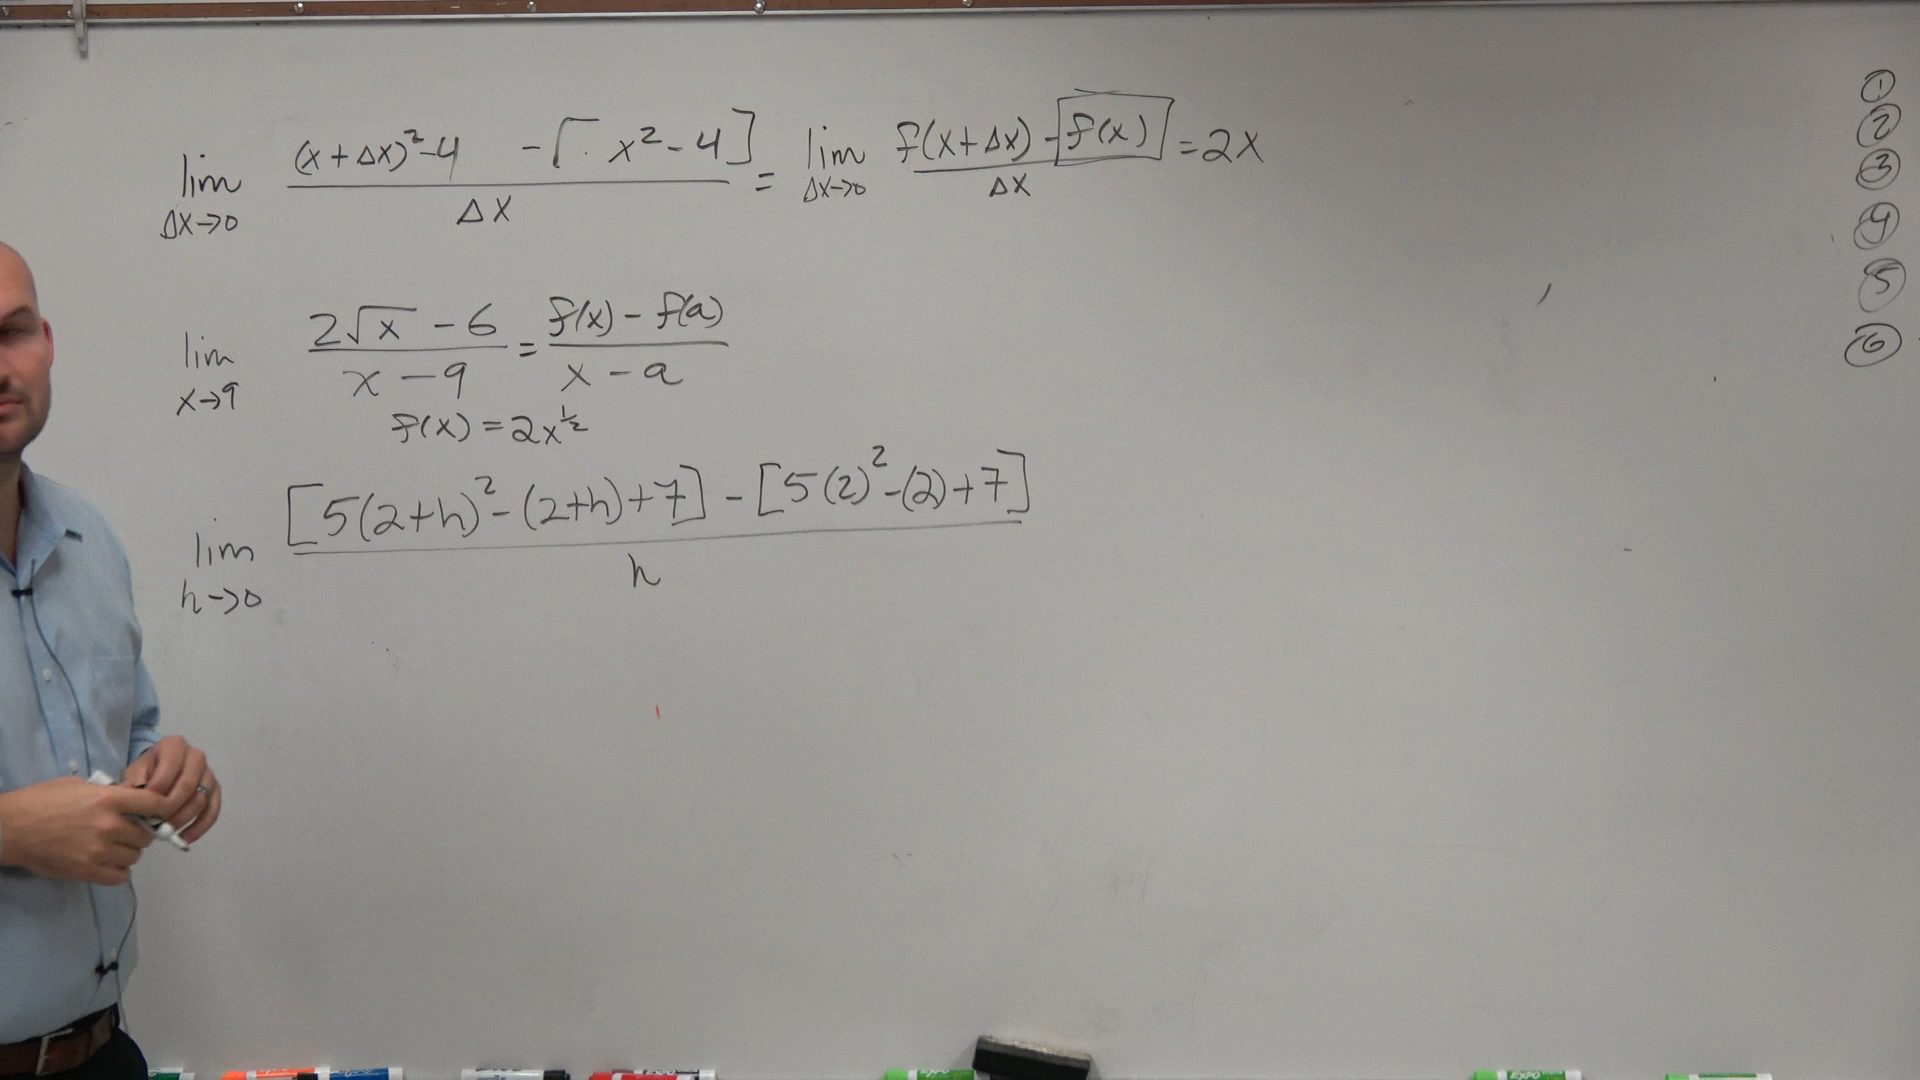 lim Δx→0 (x+Δx)²-4 -[x²-4] / Δx = lim Δx→0 f(x+Δx)-f(x) / Δx = 2x
lim x→9 2√x - 6 / x - 9 = f(x) - f(a) / x - a
f(x) = 2x^½
lim h→0 [5(2+h)²-(2+h)+7] - [5(2)²-(2)+7] / h
①
②
③
④
⑤
⑥
EXPO